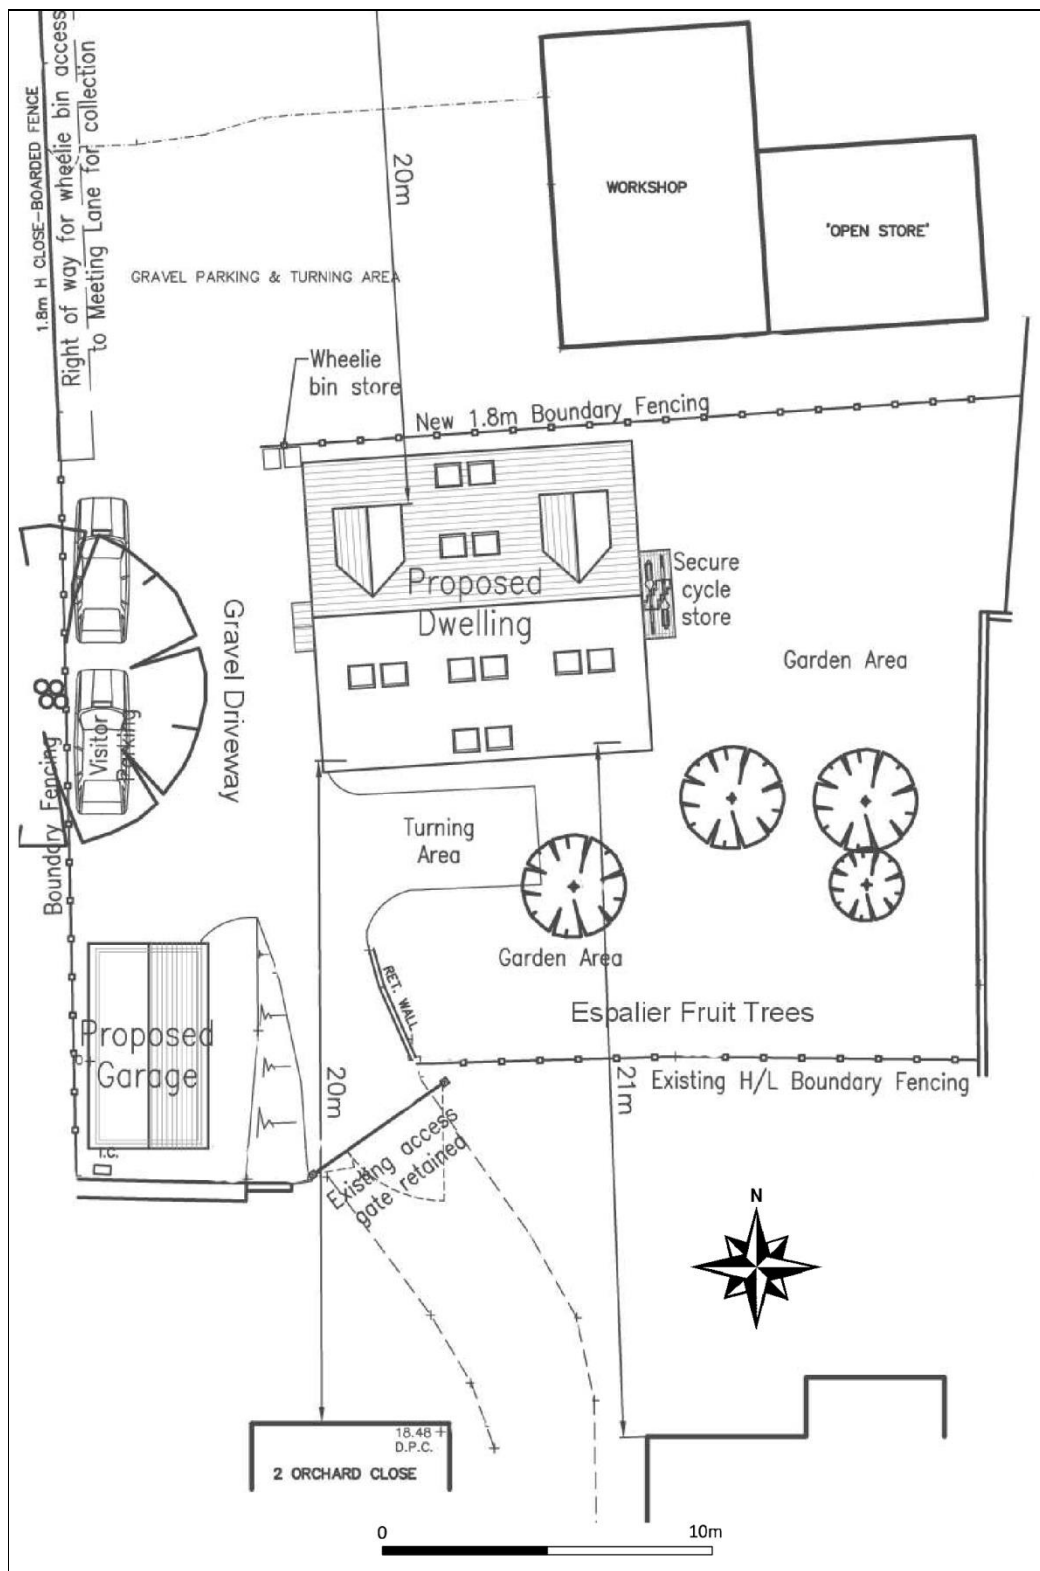 1.8m H CLOSE-BOARDED FENCE
Right of way for wheelie bin access
to Meeting Lane for collection
20m
WORKSHOP
"OPEN STORE"
GRAVEL PARKING & TURNING AREA
Wheelie
bin store
New 1.8m Boundary Fencing
Proposed
Dwelling
Secure
cycle
store
Garden Area
Gravel Driveway
Visitor
Parking
Boundary Fencing
Turning
Area
Garden Area
RET. WALL
Espalier Fruit Trees
Proposed
Garage
T.C.
20m
21m
Existing H/L Boundary Fencing
Existing access
gate retained
N
18.48
D.P.C.
2 ORCHARD CLOSE
0
10m